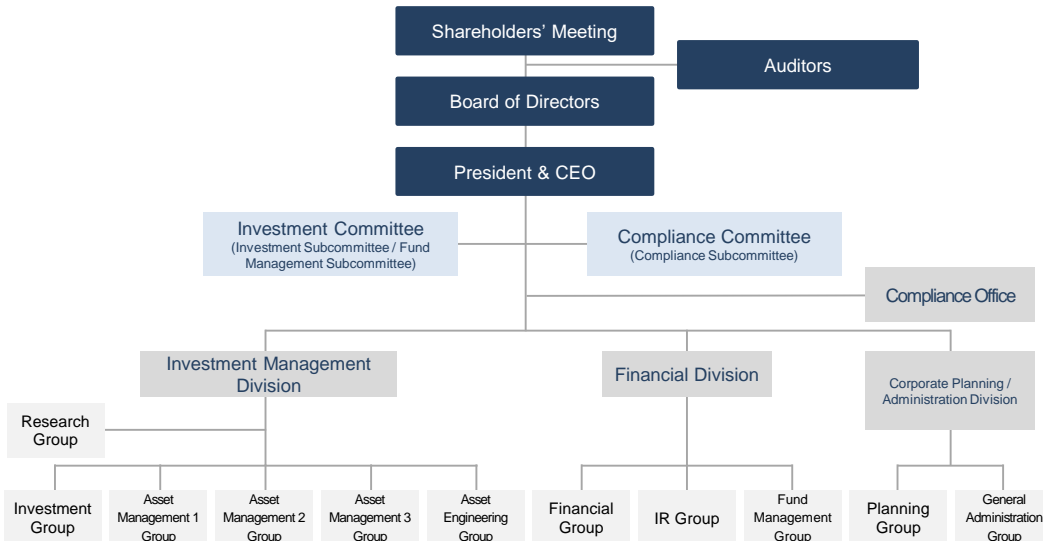 Shareholders' Meeting
Auditors
Board of Directors
President & CEO
Investment Committee
(Investment Subcommittee / Fund
Management Subcommittee)
Compliance Committee
(Compliance Subcommittee)
Compliance Office
Investment Management
Division
Financial Division
Corporate Planning /
Administration Division
Research
Group
Investment
Group
Asset
Management 1
Group
Asset
Management 2
Group
Asset
Management 3
Group
Asset
Engineering
Group
Financial
Group
IR Group
Fund
Management
Group
Planning
Group
General
Administration
Group